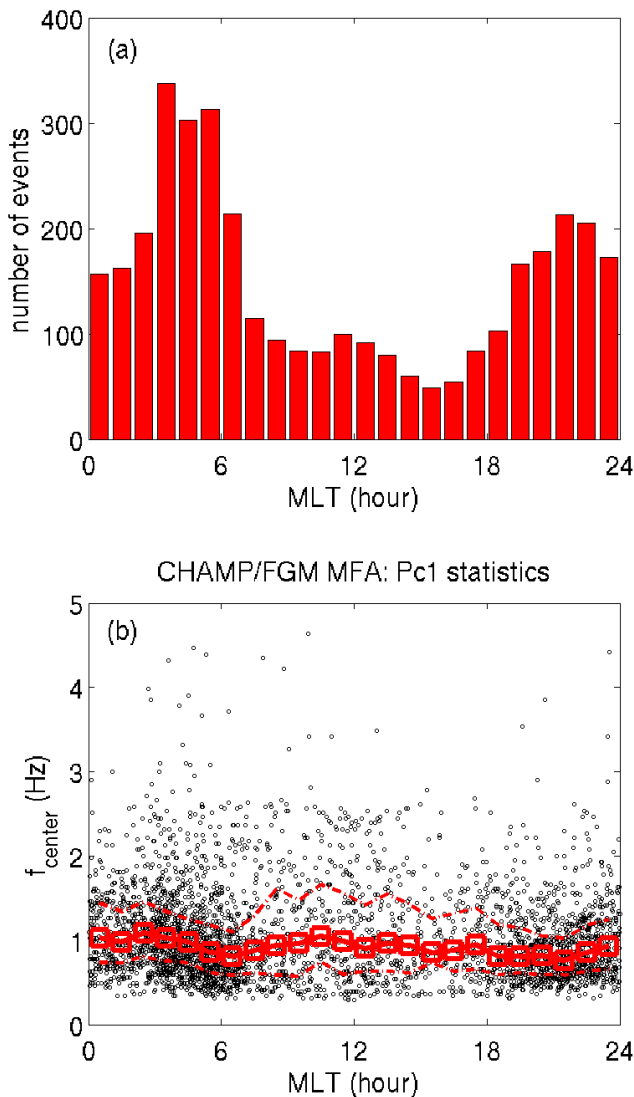 400
(a)
300
200
100
0
number of events
0 6 12 18 24
MLT (hour)
CHAMP/FGM MFA: Pc1 statistics
5
(b)
4
3
2
1
0
f_center (Hz)
0 6 12 18 24
MLT (hour)